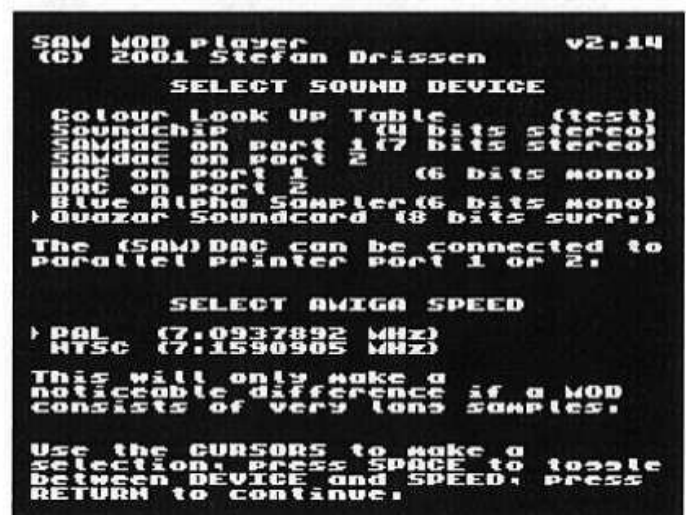 SAM MOD player v2.14
(C) 2001 Stefan Drissen
SELECT SOUND DEVICE
Colour Look Up Table (test)
Soundchip (4 bits stereo)
SAMdac on port 1 (7 bits stereo)
SAMdac on port 2
DAC on port 1 (6 bits mono)
DAC on port 2
Blue Alpha Sampler (6 bits mono)
Quazar Soundcard (8 bits surr.)
The (SAM)DAC can be connected to
parallel printer port 1 or 2.
SELECT AMIGA SPEED
PAL (7.0937892 MHz)
NTSC (7.1590905 MHz)
This will only make a
noticeable difference if a MOD
consists of very long samples.
Use the CURSORS to make a
selection, press SPACE to toggle
between DEVICE and SPEED, press
RETURN to continue.